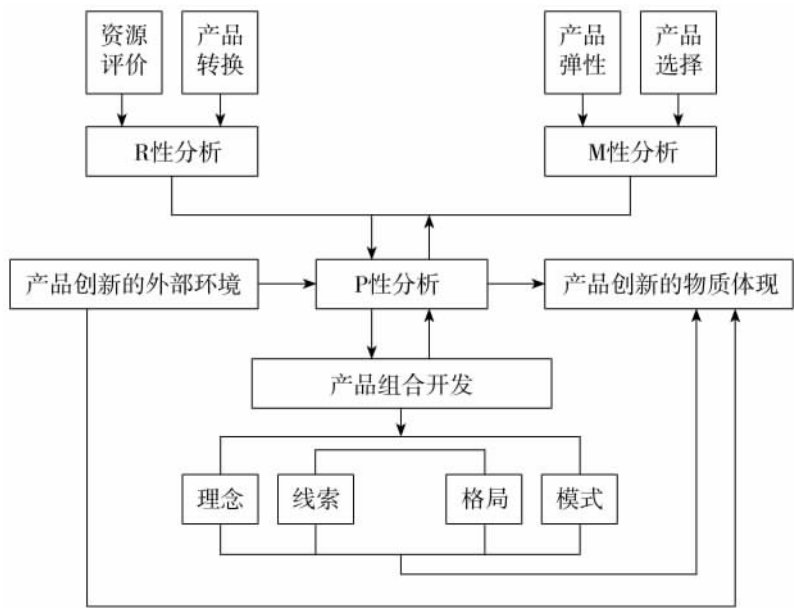 资源
评价
产品
转换
产品
弹性
产品
选择
R性分析
M性分析
产品创新的外部环境
P性分析
产品创新的物质体现
产品组合开发
理念
线索
格局
模式